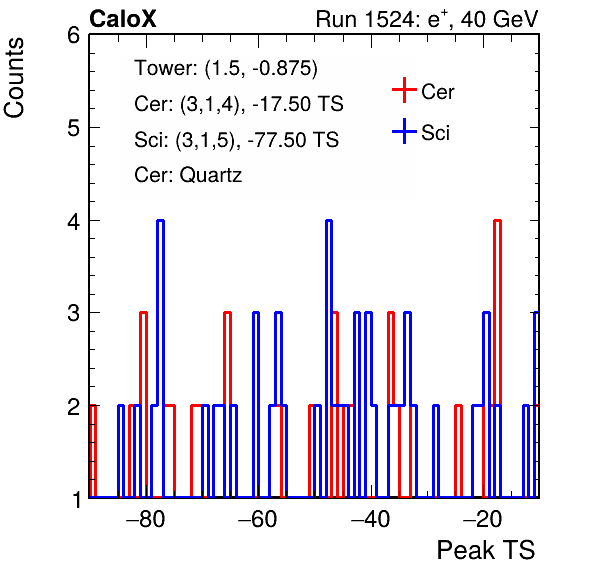 CaloX Run 1524: e⁺, 40 GeV
Counts
6
Tower: (1.5, -0.875)
Cer: (3,1,4), -17.50 TS
Sci: (3,1,5), -77.50 TS
Cer: Quartz
Cer
Sci
5
4
3
2
1
−80 −60 −40 −20
Peak TS